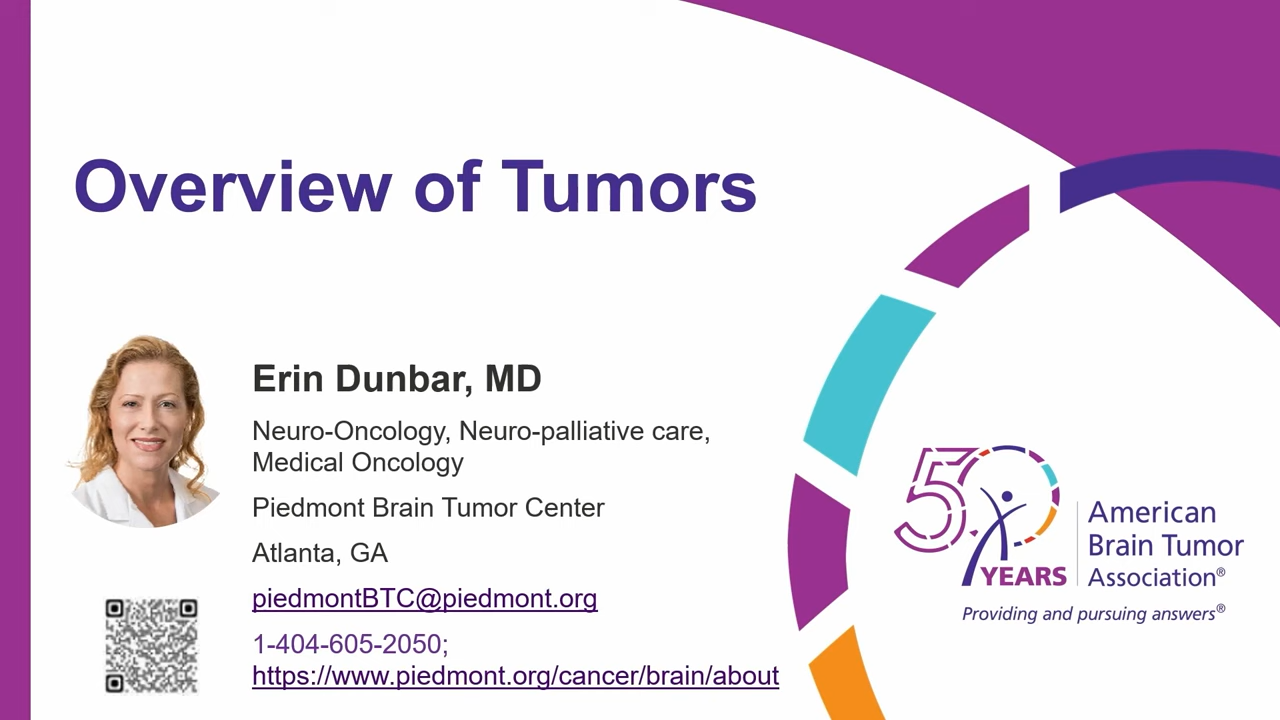 Overview of Tumors
Erin Dunbar, MD
Neuro-Oncology, Neuro-palliative care,
Medical Oncology
Piedmont Brain Tumor Center
Atlanta, GA
piedmontBTC@piedmont.org
1-404-605-2050;
https://www.piedmont.org/cancer/brain/about
50
YEARS
American
Brain Tumor
Association®
Providing and pursuing answers®